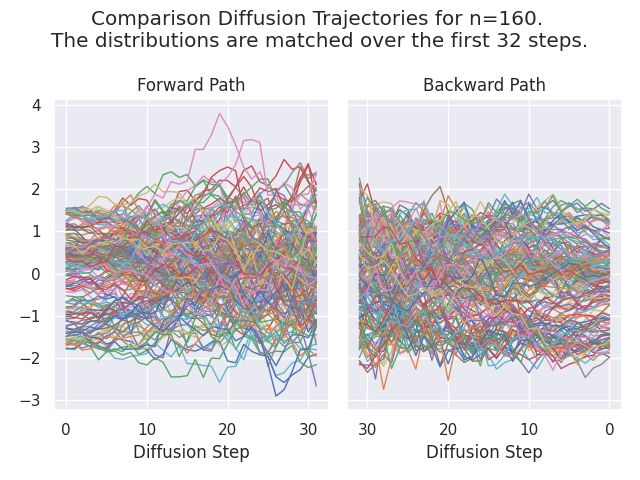 Comparison Diffusion Trajectories for n=160.
The distributions are matched over the first 32 steps.
Forward Path
Backward Path
4
3
2
1
0
−1
−2
−3
0 10 20 30
30 20 10 0
Diffusion Step
Diffusion Step